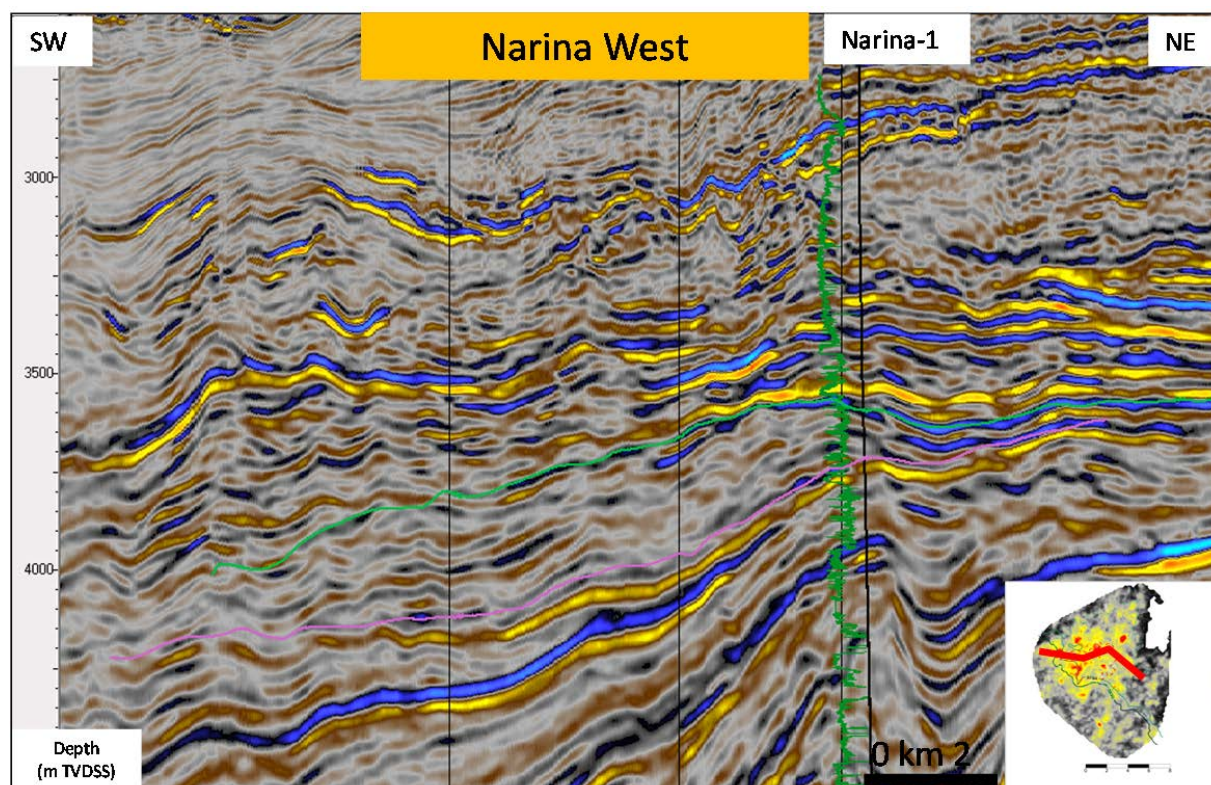 SW
Narina West
Narina-1
NE
3000
3500
4000
Depth
(m TVDSS)
0 km 2